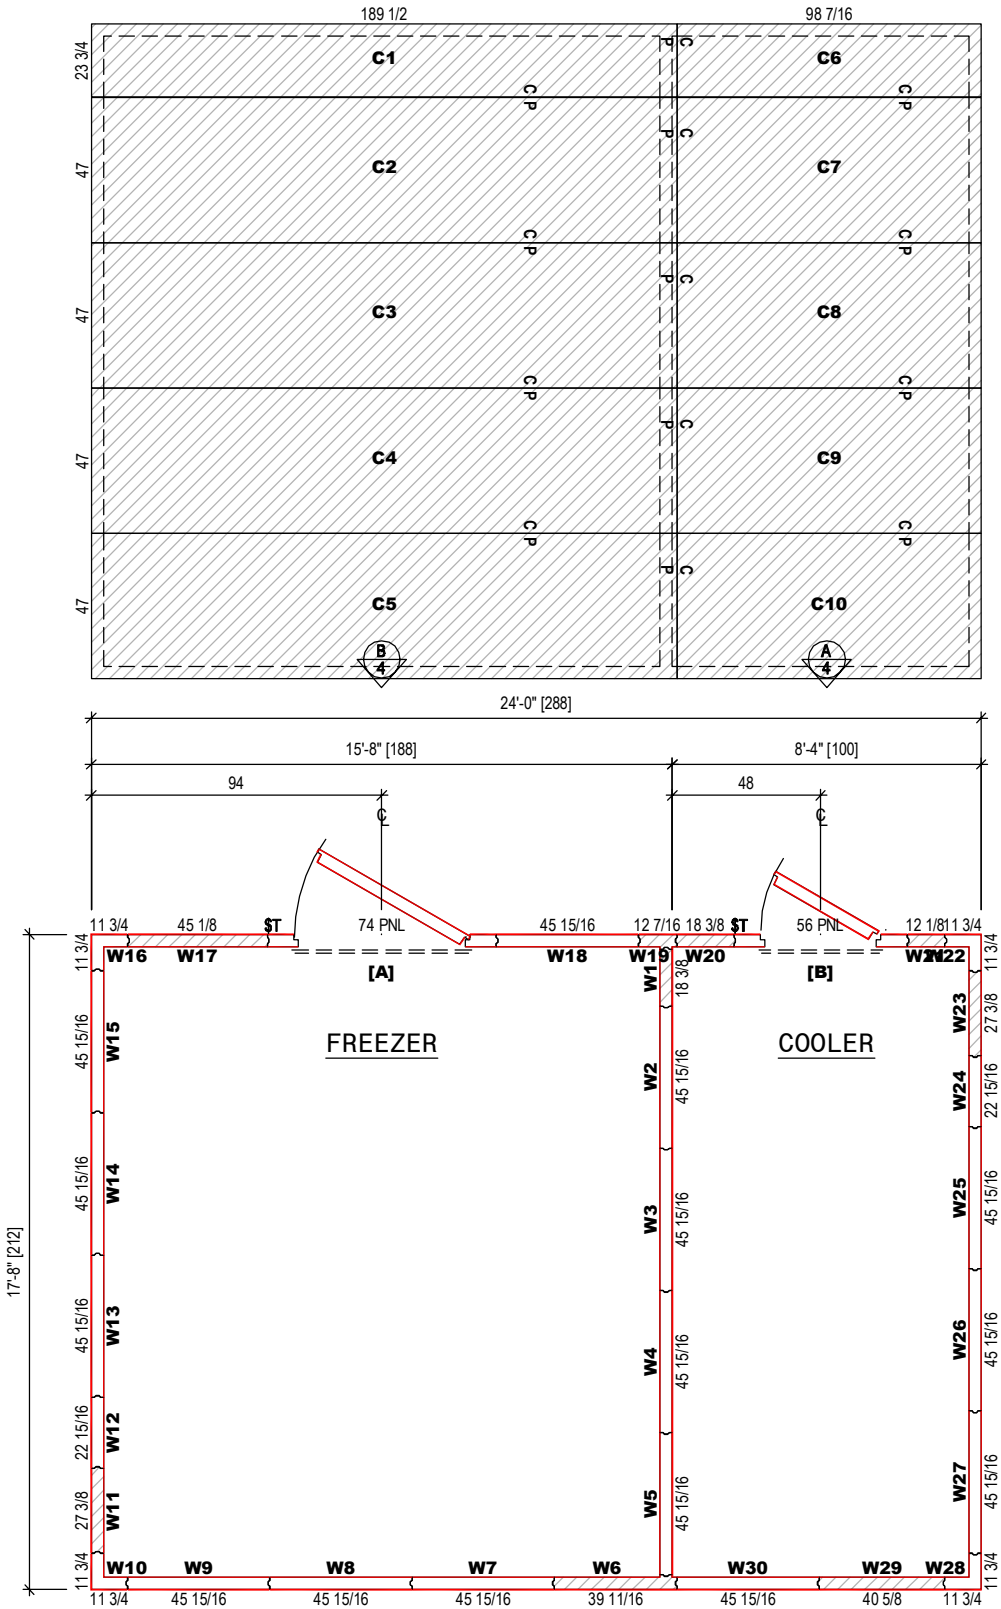 189 1/2
98 7/16
23 3/4
C1
C6
P C
C P
C P
47
C2
C7
P C
C P
C P
47
C3
C8
P C
C P
C P
47
C4
C9
P C
C P
C P
47
C5
C10
P C
B
4
A
4
24'-0" [288]
15'-8" [188]
8'-4" [100]
94
48
℄
℄
11 3/4
45 1/8
$T
74 PNL
45 15/16
12 7/16
18 3/8
$T
56 PNL
12 1/8
11 3/4
11 3/4
W16
W17
[A]
W18
W19
W20
[B]
W21
W22
11 3/4
W1
18 3/8
FREEZER
COOLER
45 15/16
W15
W2
45 15/16
W23
27 3/8
W24
22 15/16
45 15/16
W14
W3
45 15/16
W25
45 15/16
17'-8" [212]
45 15/16
W13
W4
45 15/16
W26
45 15/16
22 15/16
W12
27 3/8
W11
W5
45 15/16
W27
45 15/16
11 3/4
W10
W9
W8
W7
W6
W30
W29
W28
11 3/4
11 3/4
45 15/16
45 15/16
45 15/16
39 11/16
45 15/16
40 5/8
11 3/4